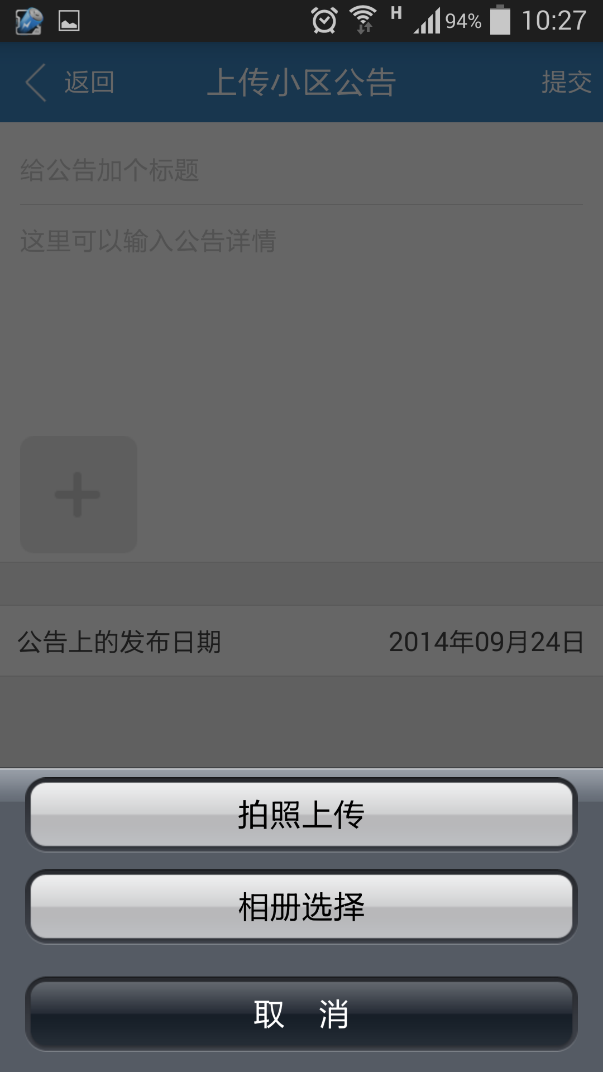 H 94% 10:27
返回 上传小区公告 提交
给公告加个标题
这里可以输入公告详情
公告上的发布日期 2014年09月24日
拍照上传
相册选择
取 消